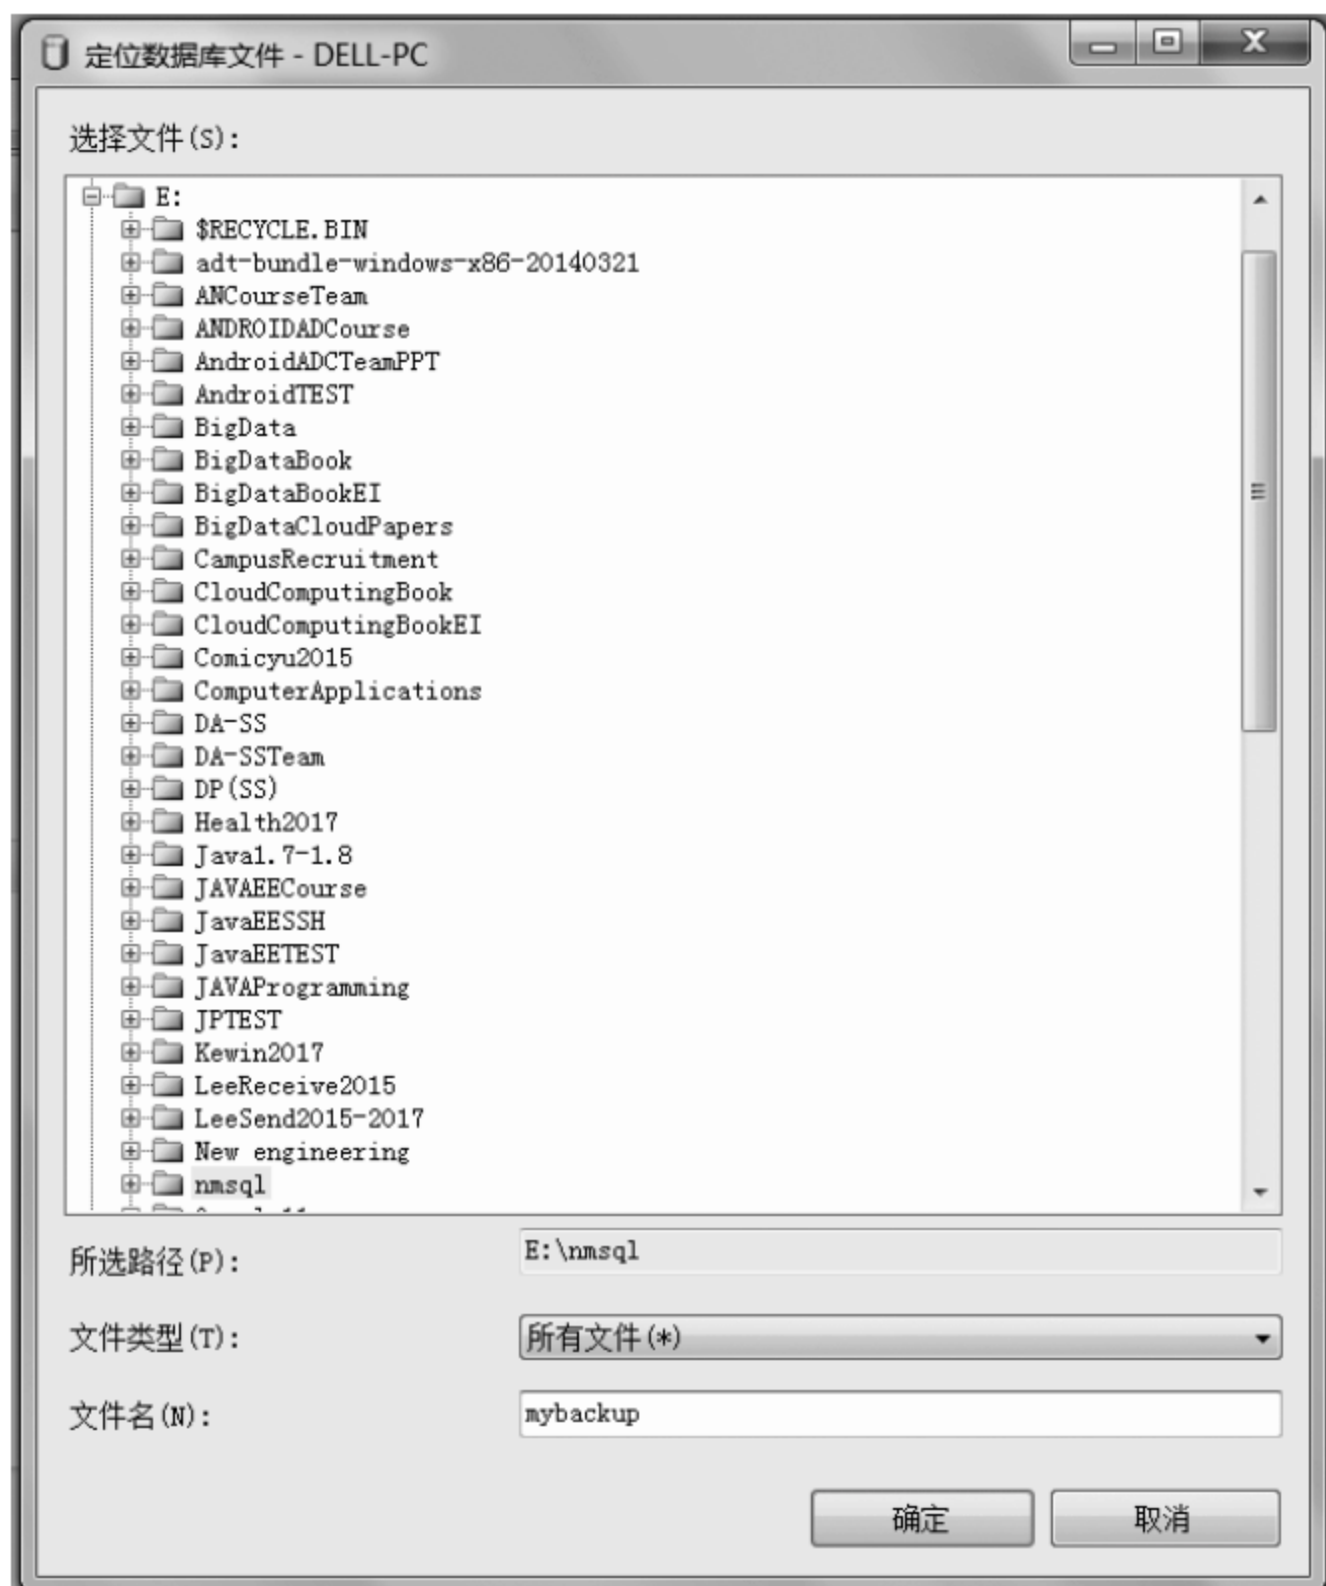 定位数据库文件 - DELL-PC
选择文件(S):
E:
$RECYCLE.BIN
adt-bundle-windows-x86-20140321
ANCourseTeam
ANDROIDADCourse
AndroidADCTeamPPT
AndroidTEST
BigData
BigDataBook
BigDataBookEI
BigDataCloudPapers
CampusRecruitment
CloudComputingBook
CloudComputingBookEI
Comicyu2015
ComputerApplications
DA-SS
DA-SSTeam
DP(SS)
Health2017
Java1.7-1.8
JAVAEECourse
JavaEESSH
JavaEETEST
JAVAProgramming
JPTEST
Kewin2017
LeeReceive2015
LeeSend2015-2017
New engineering
nmsql
所选路径(P):
E:\nmsql
文件类型(T):
所有文件(*)
文件名(N):
mybackup
确定
取消